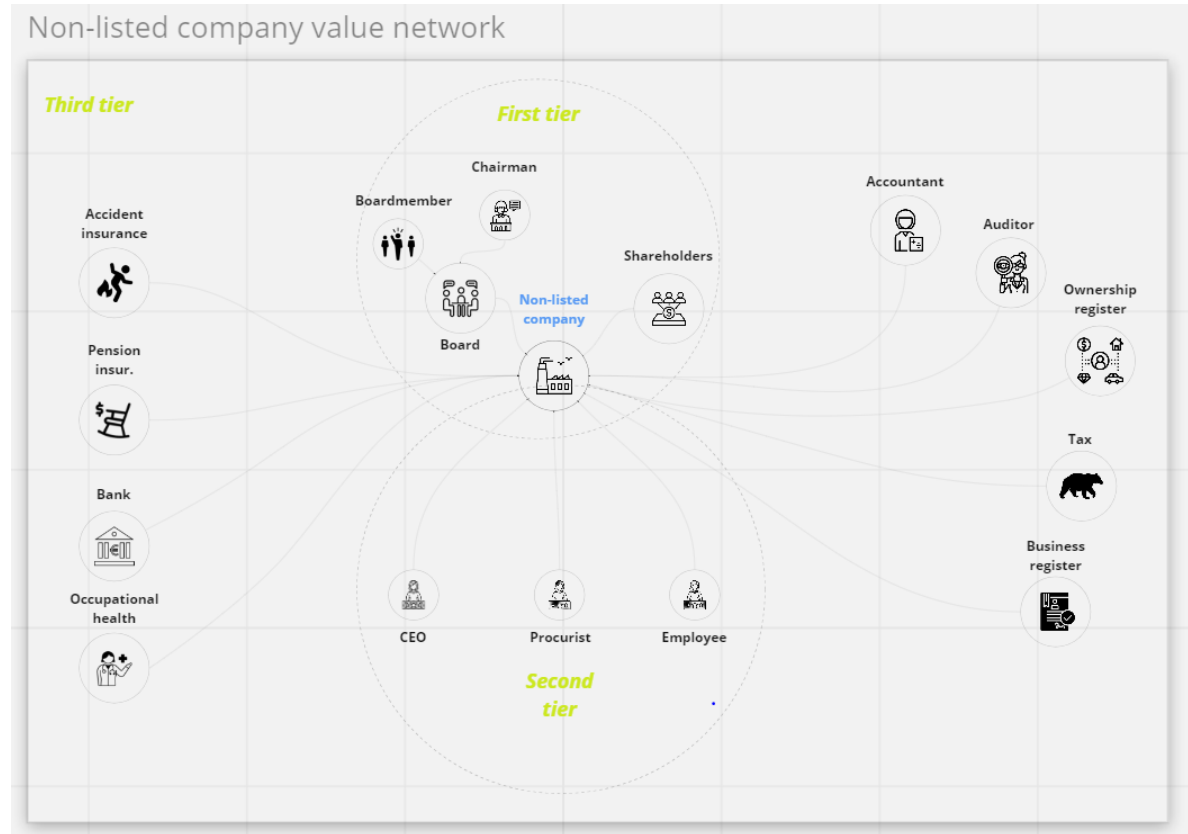 Non-listed company value network
Third tier
First tier
Chairman
Boardmember
Accountant
Accident
insurance
Auditor
Shareholders
Non-listed
company
Ownership
register
Board
Pension
insur.
Tax
Bank
Business
register
Occupational
health
CEO
Procurist
Employee
Second
tier